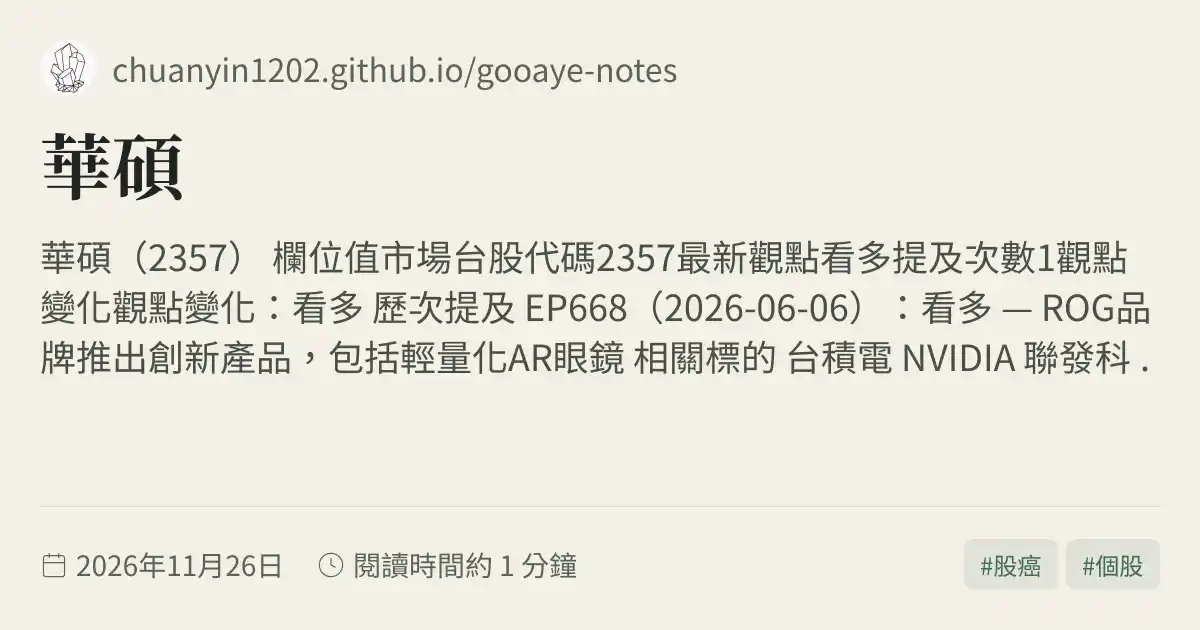 chuanyin1202.github.io/gooaye-notes
華碩
華碩（2357） 欄位值市場台股代碼2357最新觀點看多提及次數1觀點
變化觀點變化：看多 歷次提及 EP668（2026-06-06）：看多 — ROG品
牌推出創新產品，包括輕量化AR眼鏡 相關標的 台積電 NVIDIA 聯發科 .
2026年11月26日 閱讀時間約 1 分鐘 #股癌 #個股